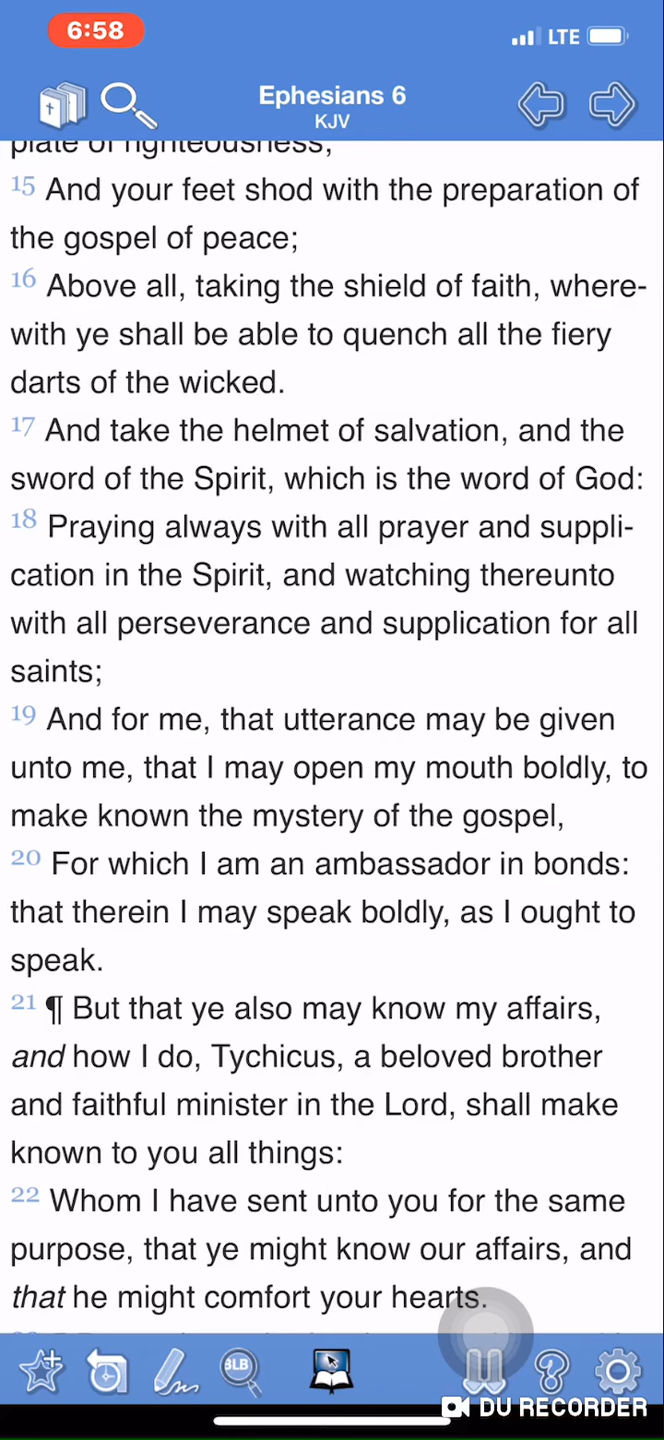 6:58
LTE
Ephesians 6
KJV
plate of righteousness;
15 And your feet shod with the preparation of
the gospel of peace;
16 Above all, taking the shield of faith, where-
with ye shall be able to quench all the fiery
darts of the wicked.
17 And take the helmet of salvation, and the
sword of the Spirit, which is the word of God:
18 Praying always with all prayer and suppli-
cation in the Spirit, and watching thereunto
with all perseverance and supplication for all
saints;
19 And for me, that utterance may be given
unto me, that I may open my mouth boldly, to
make known the mystery of the gospel,
20 For which I am an ambassador in bonds:
that therein I may speak boldly, as I ought to
speak.
21 ¶ But that ye also may know my affairs,
and how I do, Tychicus, a beloved brother
and faithful minister in the Lord, shall make
known to you all things:
22 Whom I have sent unto you for the same
purpose, that ye might know our affairs, and
that he might comfort your hearts.
BLB
DU RECORDER